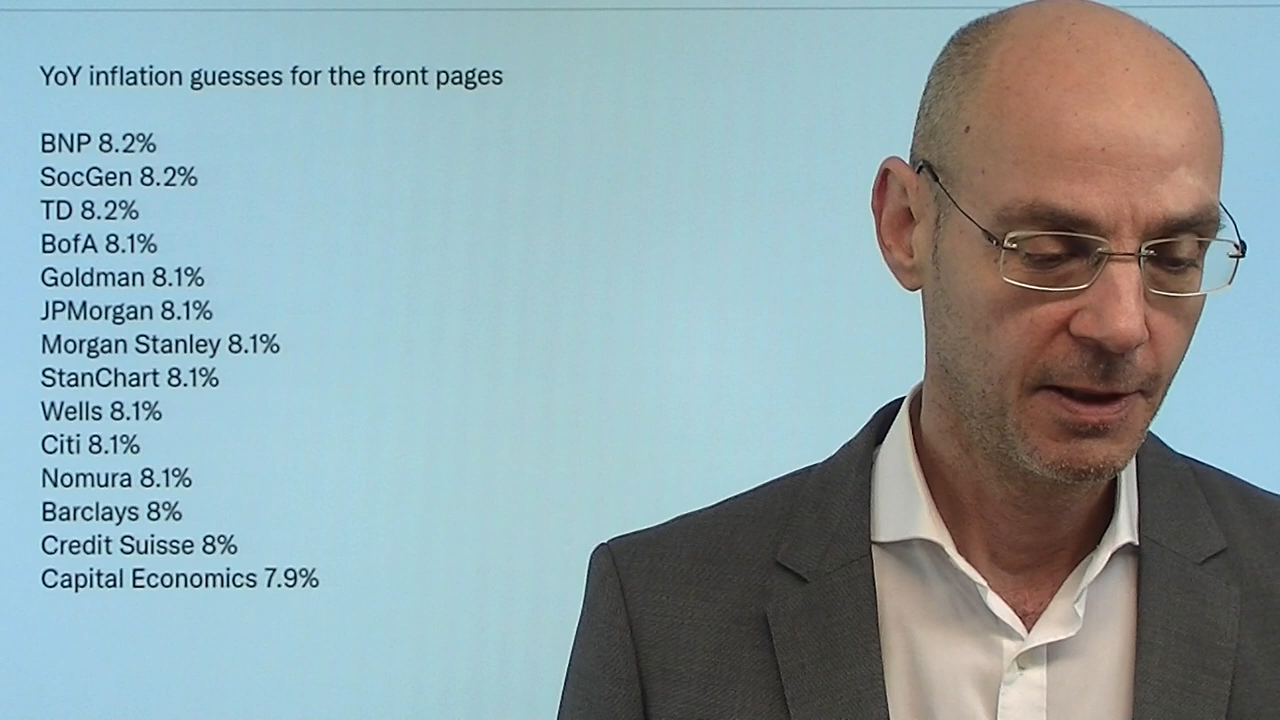 YoY inflation guesses for the front pages
BNP 8.2%
SocGen 8.2%
TD 8.2%
BofA 8.1%
Goldman 8.1%
JPMorgan 8.1%
Morgan Stanley 8.1%
StanChart 8.1%
Wells 8.1%
Citi 8.1%
Nomura 8.1%
Barclays 8%
Credit Suisse 8%
Capital Economics 7.9%